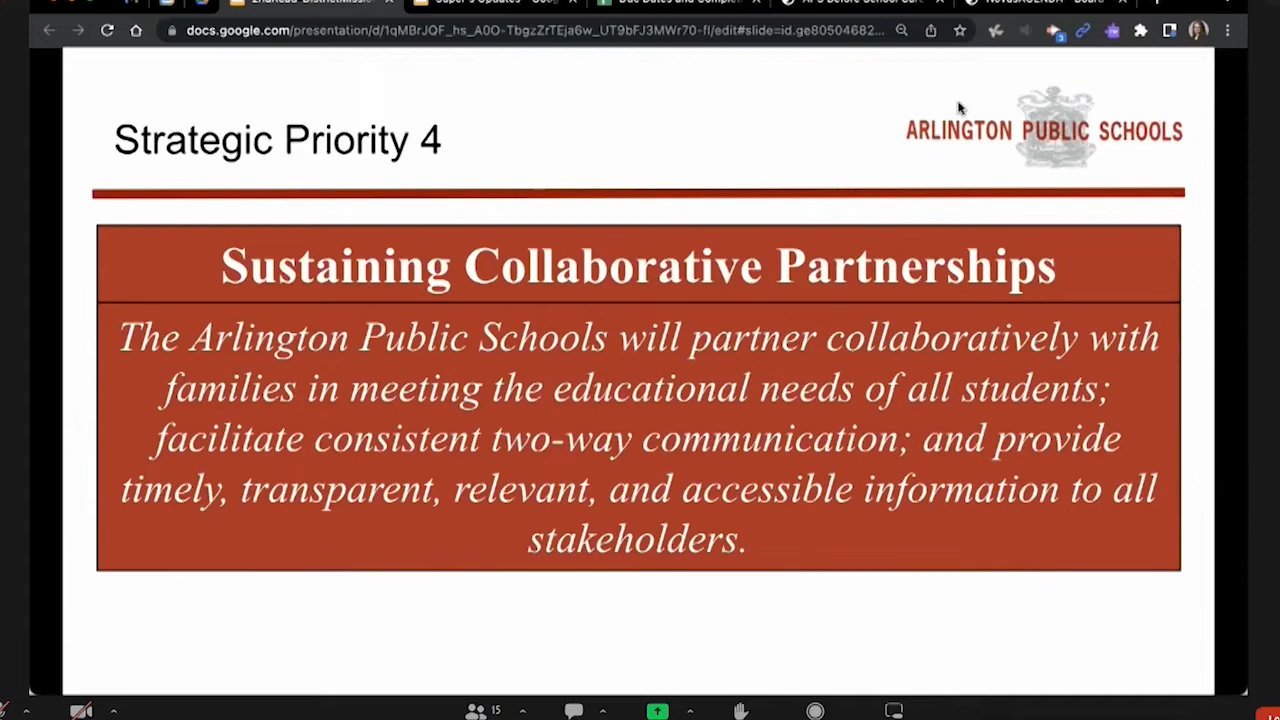 docs.google.com/presentation/d/1qMBrJQF_hs_A0O-TbgzZrTEja6w_UT9bFJ3MWr70-fI/edit#slide=id.ge80504682...
3
Strategic Priority 4
ARLINGTON PUBLIC SCHOOLS
Sustaining Collaborative Partnerships
The Arlington Public Schools will partner collaboratively with
families in meeting the educational needs of all students;
facilitate consistent two-way communication; and provide
timely, transparent, relevant, and accessible information to all
stakeholders.
15